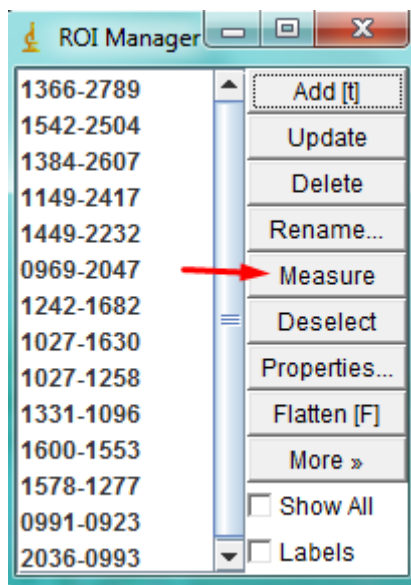 ROI Manager
1366-2789
1542-2504
1384-2607
1149-2417
1449-2232
0969-2047
1242-1682
1027-1630
1027-1258
1331-1096
1600-1553
1578-1277
0991-0923
2036-0993
Add [t]
Update
Delete
Rename...
Measure
Deselect
Properties...
Flatten [F]
More »
Show All
Labels